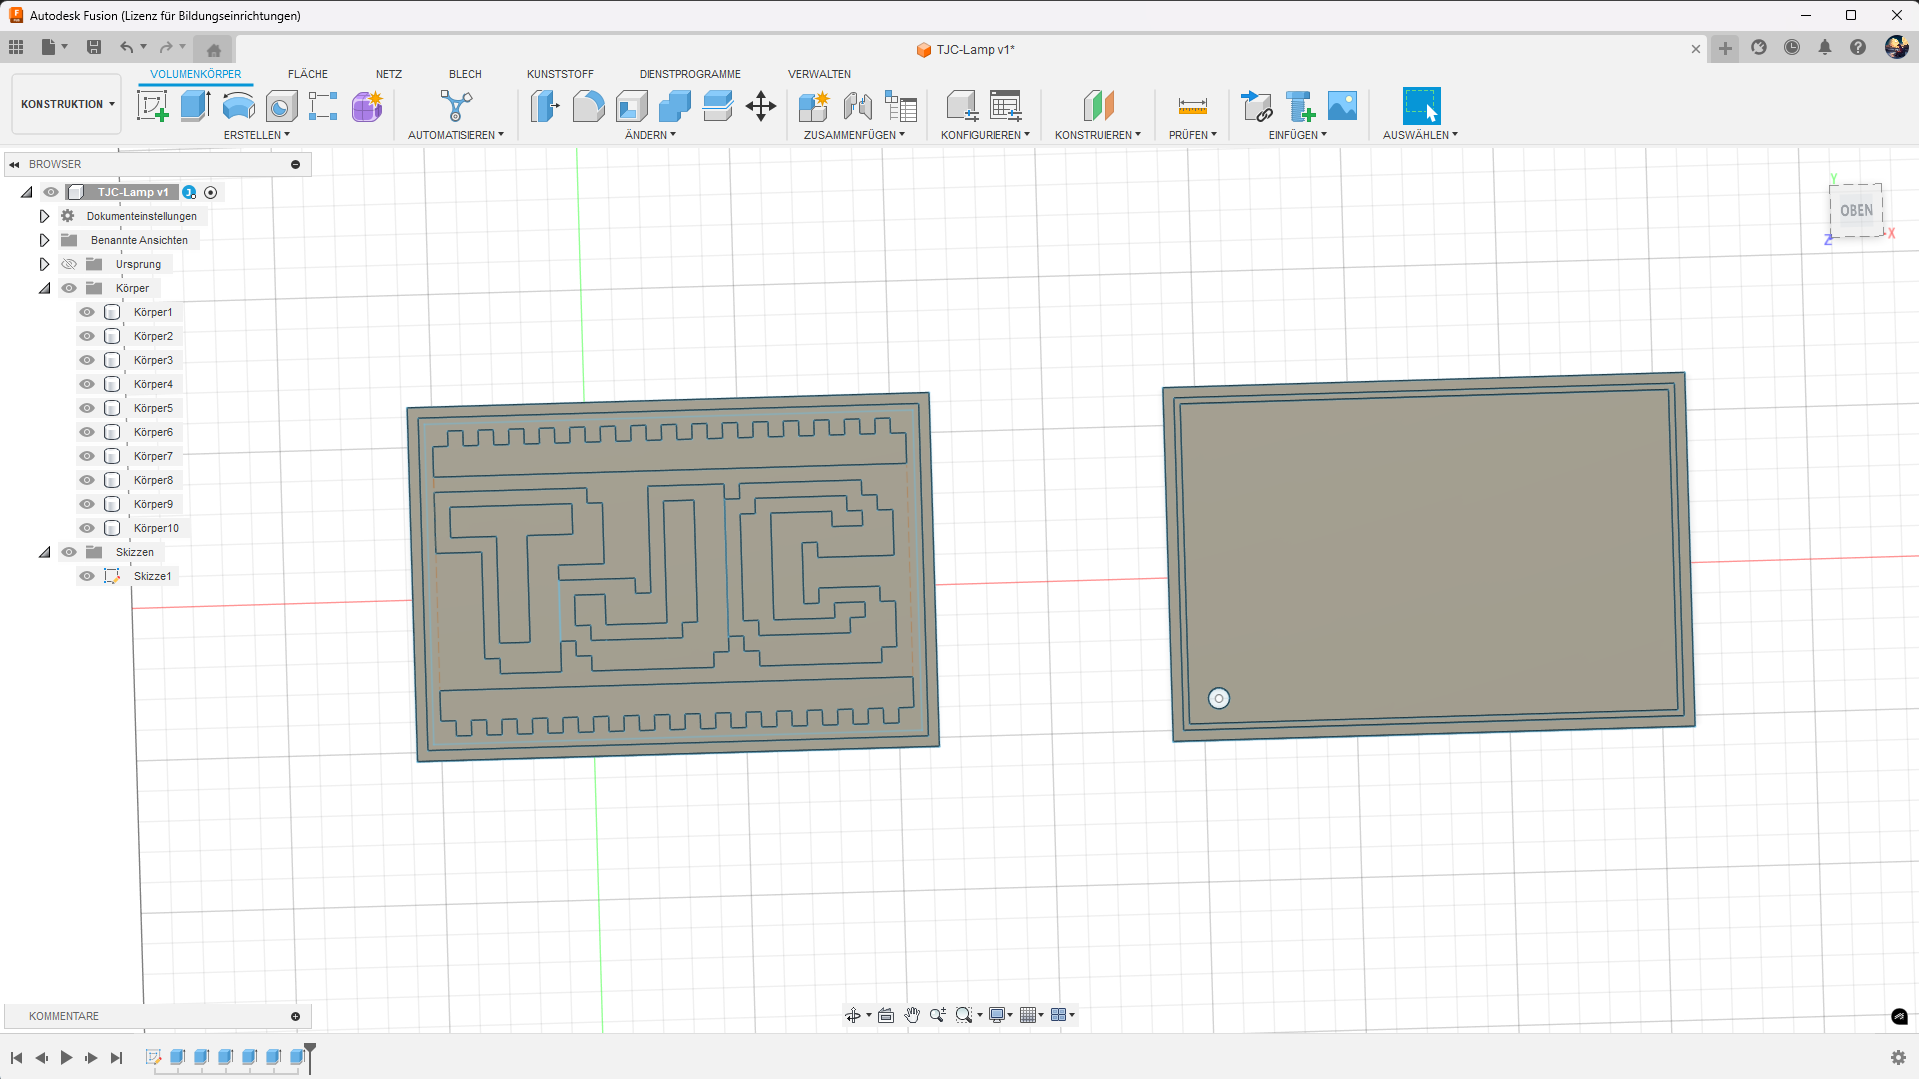 Autodesk Fusion (Lizenz für Bildungseinrichtungen)
TJC-Lamp v1*
VOLUMENKÖRPER FLÄCHE NETZ BLECH KUNSTSTOFF DIENSTPROGRAMME VERWALTEN
KONSTRUKTION
ERSTELLEN AUTOMATISIEREN ÄNDERN ZUSAMMENFÜGEN KONFIGURIEREN KONSTRUIEREN PRÜFEN EINFÜGEN AUSWÄHLEN
BROWSER
TJC-Lamp v1
Dokumenteinstellungen
Benannte Ansichten
Ursprung
Körper
Körper1
Körper2
Körper3
Körper4
Körper5
Körper6
Körper7
Körper8
Körper9
Körper10
Skizzen
Skizze1
TJC
Y
OBEN
Z X
KOMMENTARE